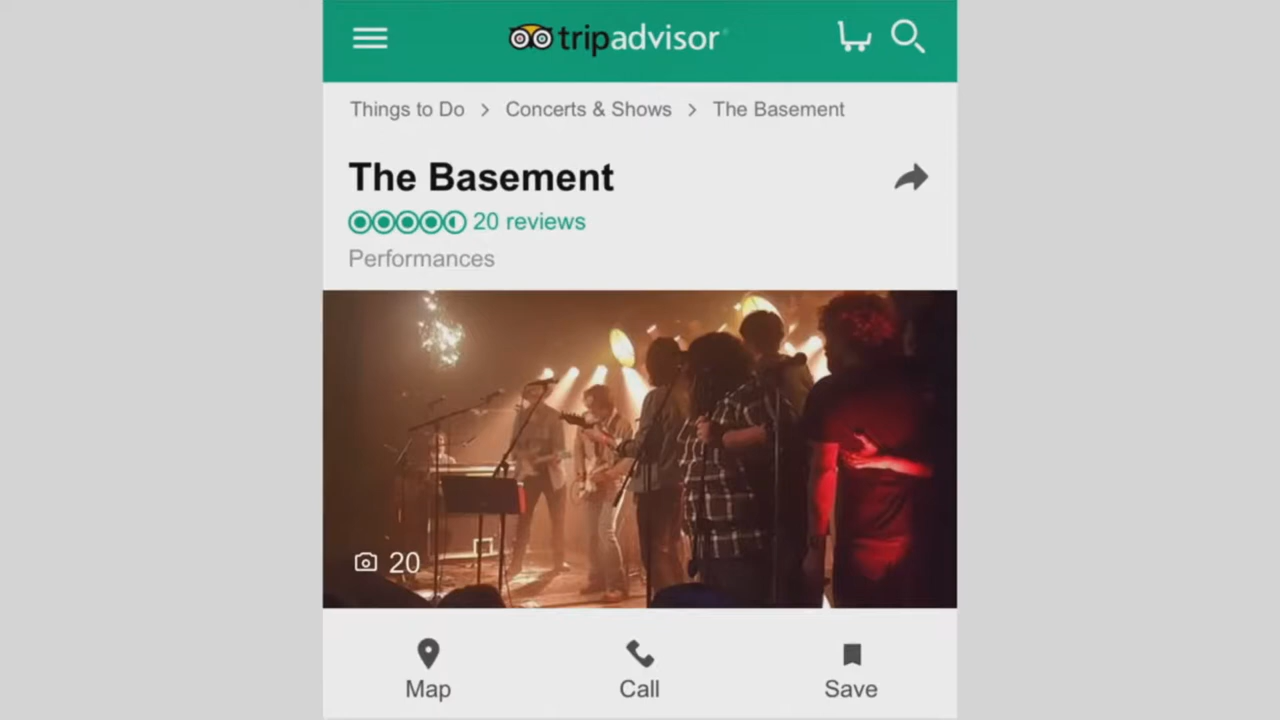 tripadvisor
Things to Do > Concerts & Shows > The Basement
The Basement
20 reviews
Performances
20
Map Call Save